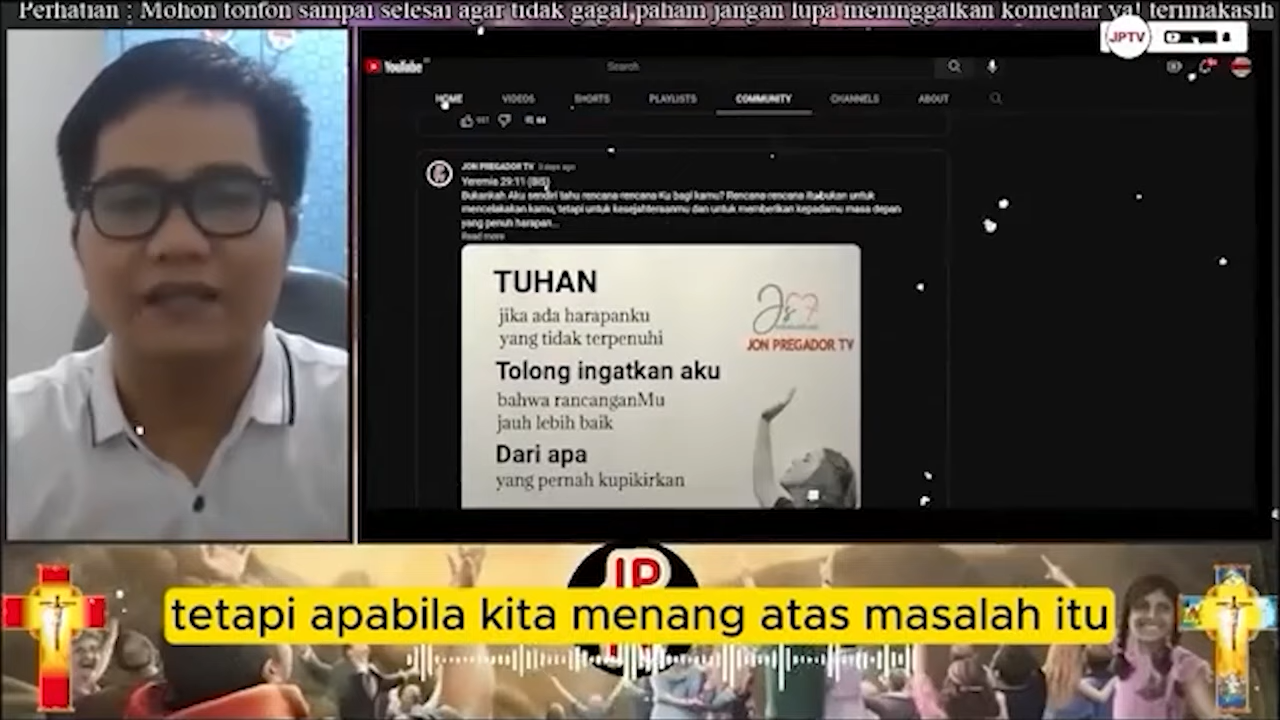 Perhatian : Mohon tonton sampai selesai agar tidak gagal paham jangan lupa meninggalkan komentar ya! terimakasih
JPTV
YouTube
Search
HOME VIDEOS SHORTS PLAYLISTS COMMUNITY CHANNELS ABOUT
JON PREGADOR TV
Yeremia 29:11 (BIS)
Bukankah Aku sendiri tahu rencana-rencana Ku bagi kamu? Rencana-rencana itu bukan untuk
mencelakakan kamu, tetapi untuk kesejahteraanmu dan untuk memberikan kepadamu masa depan
yang penuh harapan...
Read more
TUHAN
jika ada harapanku
yang tidak terpenuhi
JON PREGADOR TV
Tolong ingatkan aku
bahwa rancanganMu
jauh lebih baik
Dari apa
yang pernah kupikirkan
JP
tetapi apabila kita menang atas masalah itu